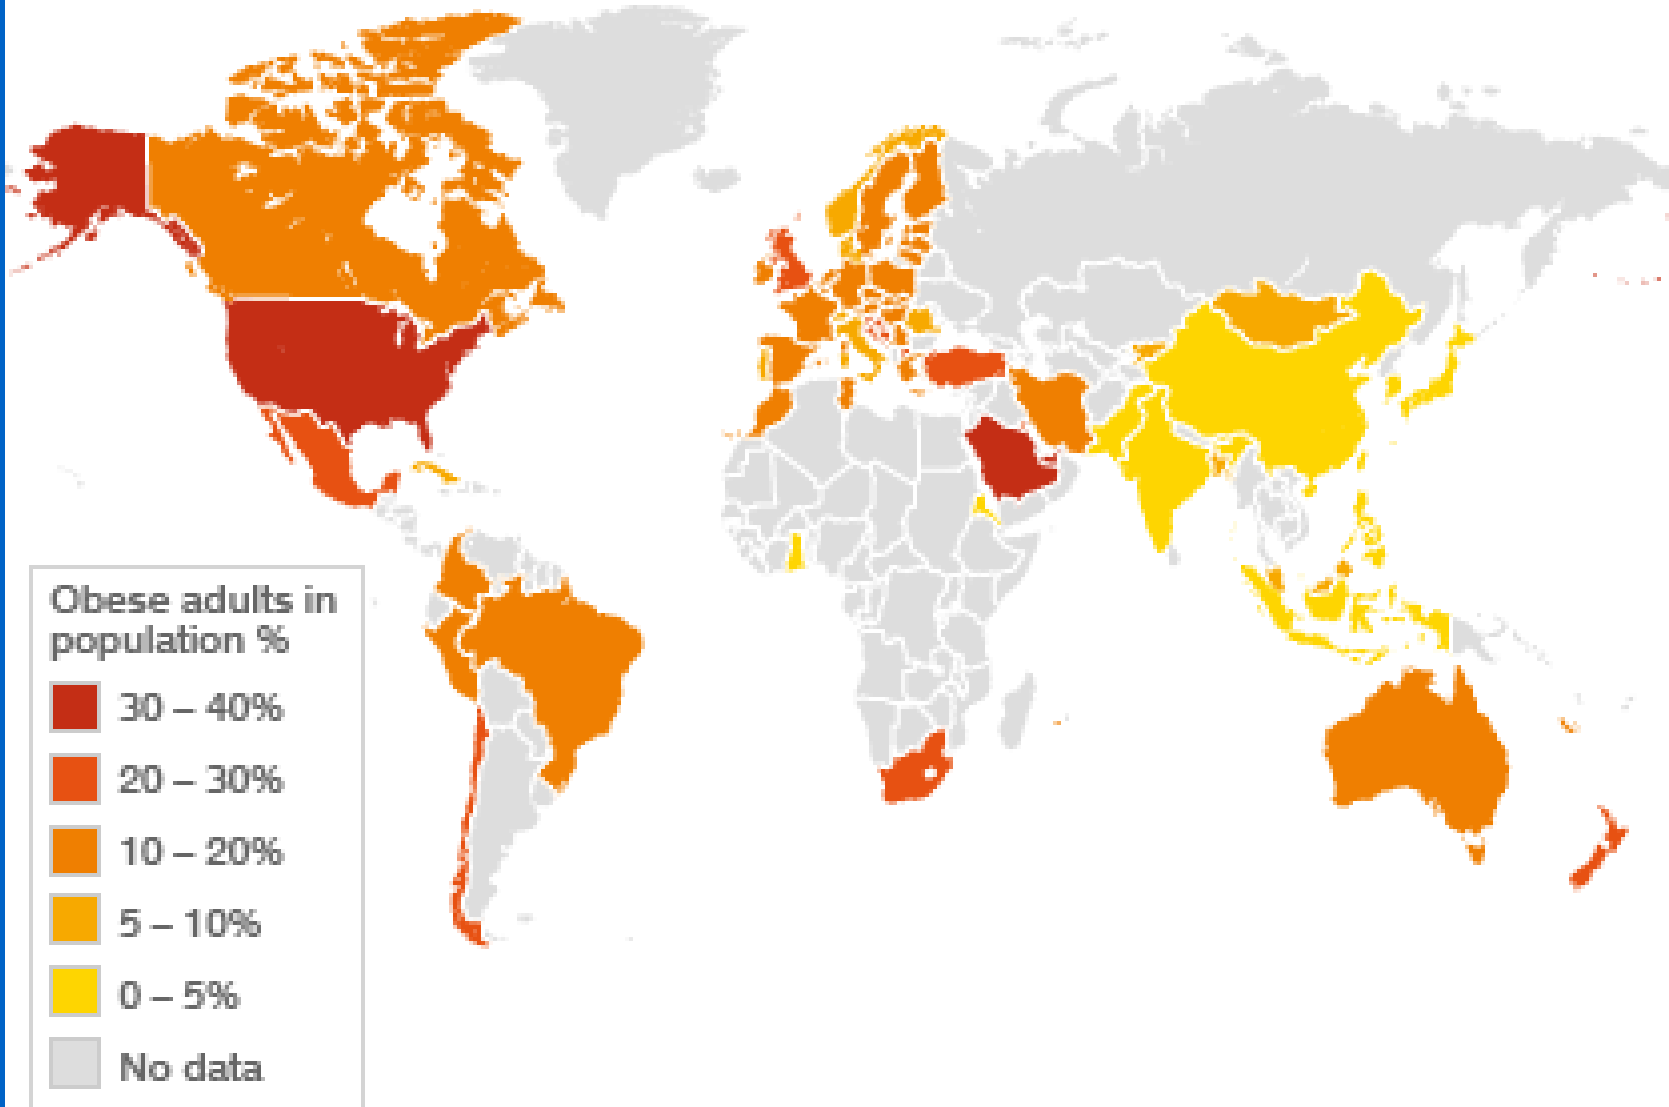 Obese adults in
population %
30 – 40%
20 – 30%
10 – 20%
5 – 10%
0 – 5%
No data